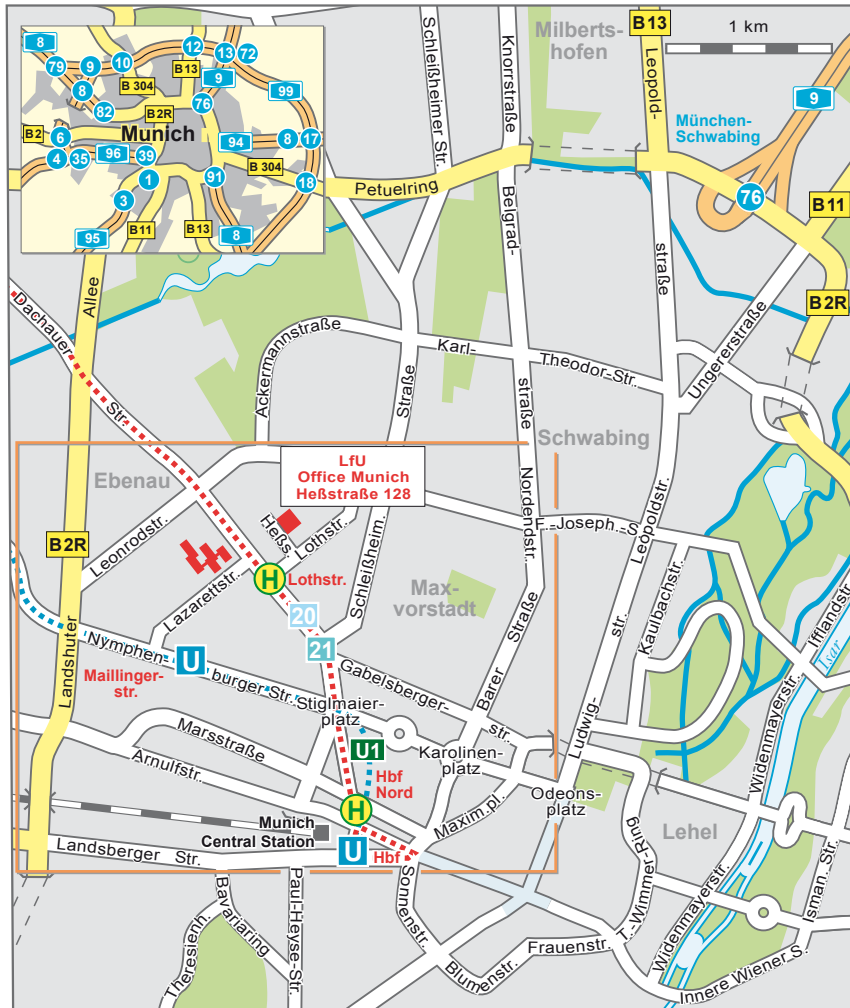 8
79
9
10
12
13
72
B 304
B13
9
8
82
B2R
76
99
B2
6
Munich
94
8
17
4
35
96
39
1
91
B 304
18
3
95
B11
B13
8
Milberts-
hofen
B13
1 km
Schleißheimer Str.
Knorrstraße
Leopold-
9
München-
Schwabing
76
Petuelring
Belgrad-
straße
B11
B2R
Allee
Dachauer
Str.
Ackermannstraße
Karl-
Theodor-Str.
Ungererstraße
Straße
straße
Schwabing
LfU
Office Munich
Heßstraße 128
Ebenau
Nordendstr.
F.-Joseph-S.
Leopoldstr.
B2R
Leonrodstr.
Heßs.
Lothstr.
Schleißheim.
H
Lothstr.
Max-
vorstadt
Lazarettstr.
20
21
Kaulbachstr.
str.
Ifflandstr.
Isar
Landshuter
Nymphen
burger Str.
U
Maillinger-
str.
Gabelsberger-
str.
Barer
Straße
Stiglmaier-
platz
Marsstraße
Arnulfstr.
U1
Karolinen-
platz
Ludwig-
Widenmayerstr.
Hbf
Nord
Maxim.pl.
Odeons-
platz
H
Munich
Central Station
Lehel
Landsberger Str.
U
Hbf
Sonnenstr.
T.-Wimmer-Ring
Widenmayerstr.
Isman. Str.
Theresienh.
Bavariaring
Paul-Heyse-Str.
Blumenstr.
Frauenstr.
Innere Wiener S.